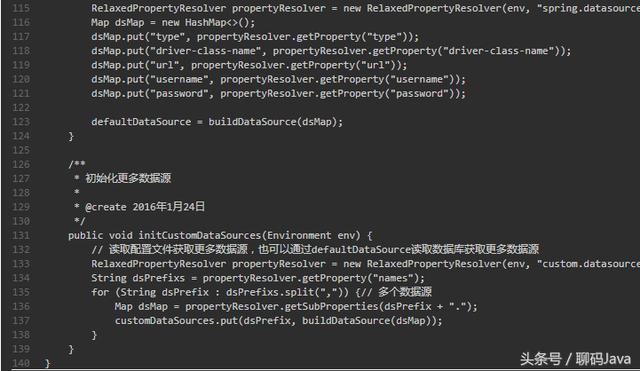 115 RelaxedPropertyResolver propertyResolver = new RelaxedPropertyResolver(env, "spring.datasourc
116 Map dsMap = new HashMap<>();
117 dsMap.put("type", propertyResolver.getProperty("type"));
118 dsMap.put("driver-class-name", propertyResolver.getProperty("driver-class-name"));
119 dsMap.put("url", propertyResolver.getProperty("url"));
120 dsMap.put("username", propertyResolver.getProperty("username"));
121 dsMap.put("password", propertyResolver.getProperty("password"));
122
123 defaultDataSource = buildDataSource(dsMap);
124 }
125
126 /**
127 * 初始化更多数据源
128 *
129 * @create 2016年1月24日
130 */
131 public void initCustomDataSources(Environment env) {
132 // 读取配置文件获取更多数据源，也可以通过defaultDataSource读取数据库获取更多数据源
133 RelaxedPropertyResolver propertyResolver = new RelaxedPropertyResolver(env, "custom.datasourc
134 String dsPrefixs = propertyResolver.getProperty("names");
135 for (String dsPrefix : dsPrefixs.split(",")) {// 多个数据源
136 Map dsMap = propertyResolver.getSubProperties(dsPrefix + ".");
137 customDataSources.put(dsPrefix, buildDataSource(dsMap));
138 }
139 }
140 }
头条号 / 聊码Java